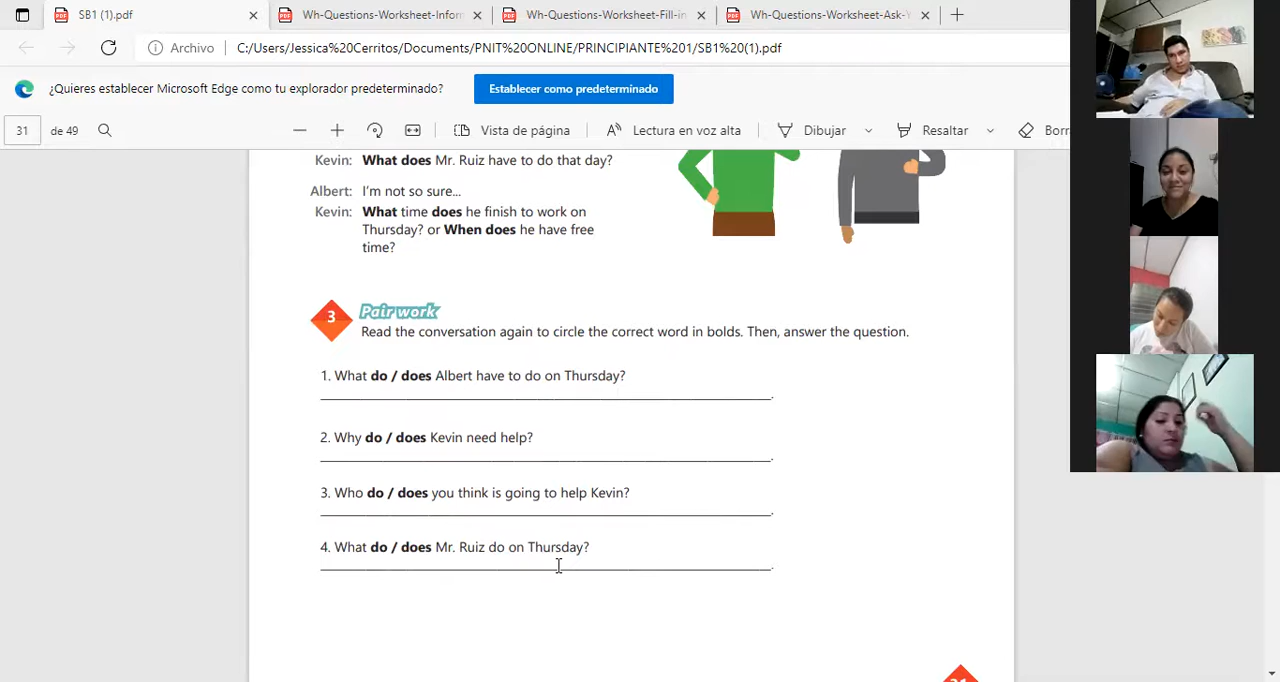 SB1 (1).pdf
Wh-Questions-Worksheet-Inforn
Wh-Questions-Worksheet-Fill-in
Wh-Questions-Worksheet-Ask-Y
Archivo
C:/Users/Jessica%20Cerritos/Documents/PNIT%20ONLINE/PRINCIPIANTE%201/SB1%20(1).pdf
¿Quieres establecer Microsoft Edge como tu explorador predeterminado?
Establecer como predeterminado
31 de 49
Vista de página
Lectura en voz alta
Dibujar
Resaltar
Borra
Kevin: What does Mr. Ruiz have to do that day?
Albert: I'm not so sure...
Kevin: What time does he finish to work on
Thursday? or When does he have free
time?
3 Pair work
Read the conversation again to circle the correct word in bolds. Then, answer the question.
1. What do / does Albert have to do on Thursday?
2. Why do / does Kevin need help?
3. Who do / does you think is going to help Kevin?
4. What do / does Mr. Ruiz do on Thursday?